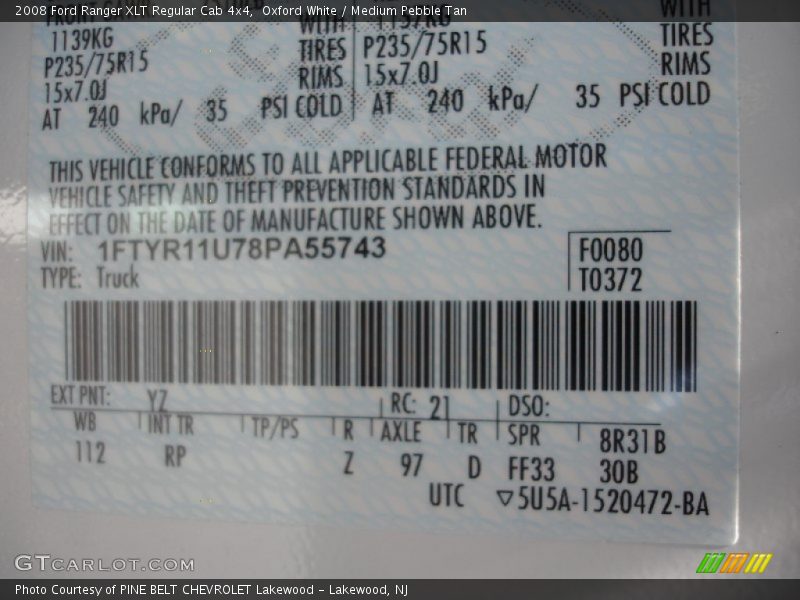 2008 Ford Ranger XLT Regular Cab 4x4, Oxford White / Medium Pebble Tan
WITH 1157KG WITH
1139KG TIRES P235/75R15 TIRES
P235/75R15 RIMS 15x7.0J RIMS
15x7.0J
AT 240 kPa/ 35 PSI COLD AT 240 kPa/ 35 PSI COLD
THIS VEHICLE CONFORMS TO ALL APPLICABLE FEDERAL MOTOR
VEHICLE SAFETY AND THEFT PREVENTION STANDARDS IN
EFFECT ON THE DATE OF MANUFACTURE SHOWN ABOVE.
VIN: 1FTYR11U78PA55743 F0080
TYPE: Truck T0372
EXT PNT: YZ RC: 21 DSO:
WB INT TR TP/PS R AXLE TR SPR 8R31B
112 RP Z 97 D FF33 30B
UTC ▽5U5A-1520472-BA
GTCARLOT.COM
Photo Courtesy of PINE BELT CHEVROLET Lakewood - Lakewood, NJ